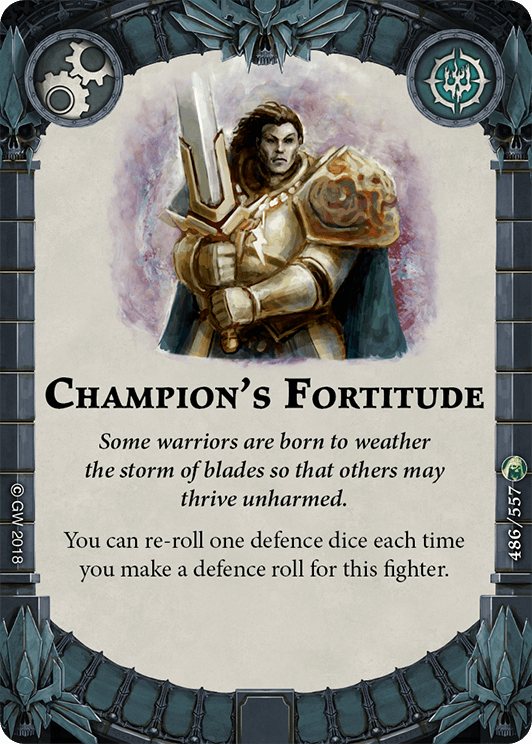 CHAMPION'S FORTITUDE
Some warriors are born to weather
the storm of blades so that others may
thrive unharmed.
You can re-roll one defence dice each time
you make a defence roll for this fighter.
© GW 2018
486/557